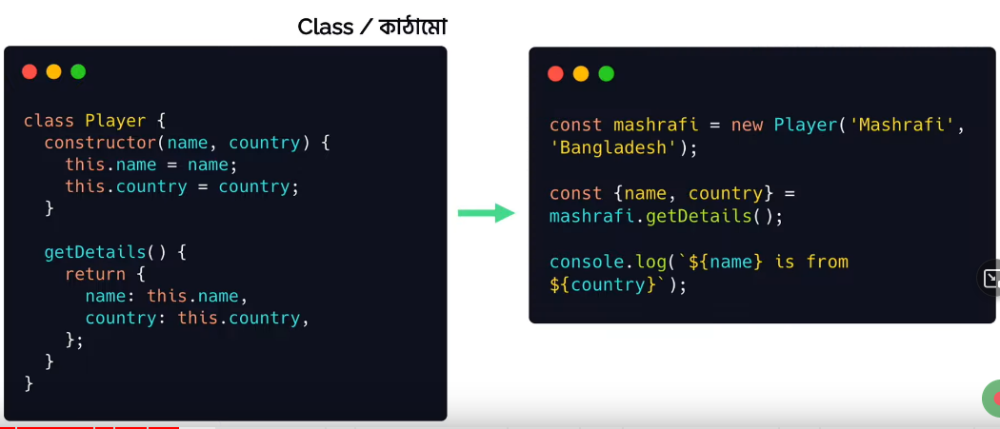 Class / কাঠামো
class Player {
constructor(name, country) {
this.name = name;
this.country = country;
}
getDetails() {
return {
name: this.name,
country: this.country,
};
}
}
const mashrafi = new Player('Mashrafi',
'Bangladesh');
const {name, country} =
mashrafi.getDetails();
console.log(`${name} is from
${country}`);